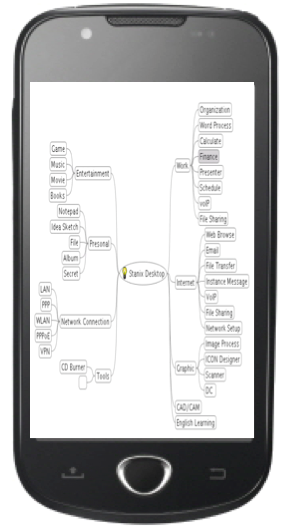 Organization
Word Process
Calculate
Finance
Presenter
Schedule
voIP
File Sharing
Work
Game
Music
Movie
Books
Entertainment
Notepad
Idea Sketch
File
Album
Secret
Presonal
Stanix Desktop
Web Browse
Email
File Transfer
Instance Message
VoIP
File Sharing
Network Setup
Internet
LAN
PPP
WLAN
PPPoE
VPN
Network Connection
Image Process
ICON Designer
Scanner
DC
Graphic
CD Burner
Tools
CAD/CAM
English Learning